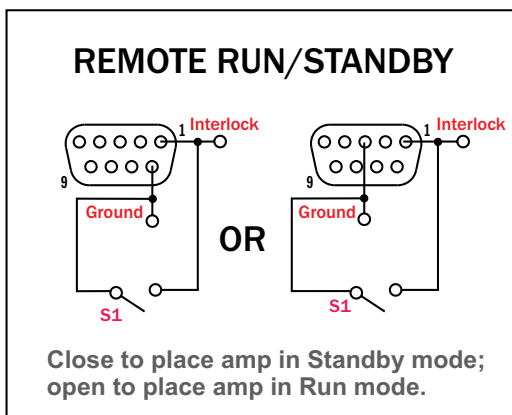 REMOTE RUN/STANDBY
1 Interlock
9
Ground
S1
OR
1 Interlock
9
Ground
S1
Close to place amp in Standby mode;
open to place amp in Run mode.